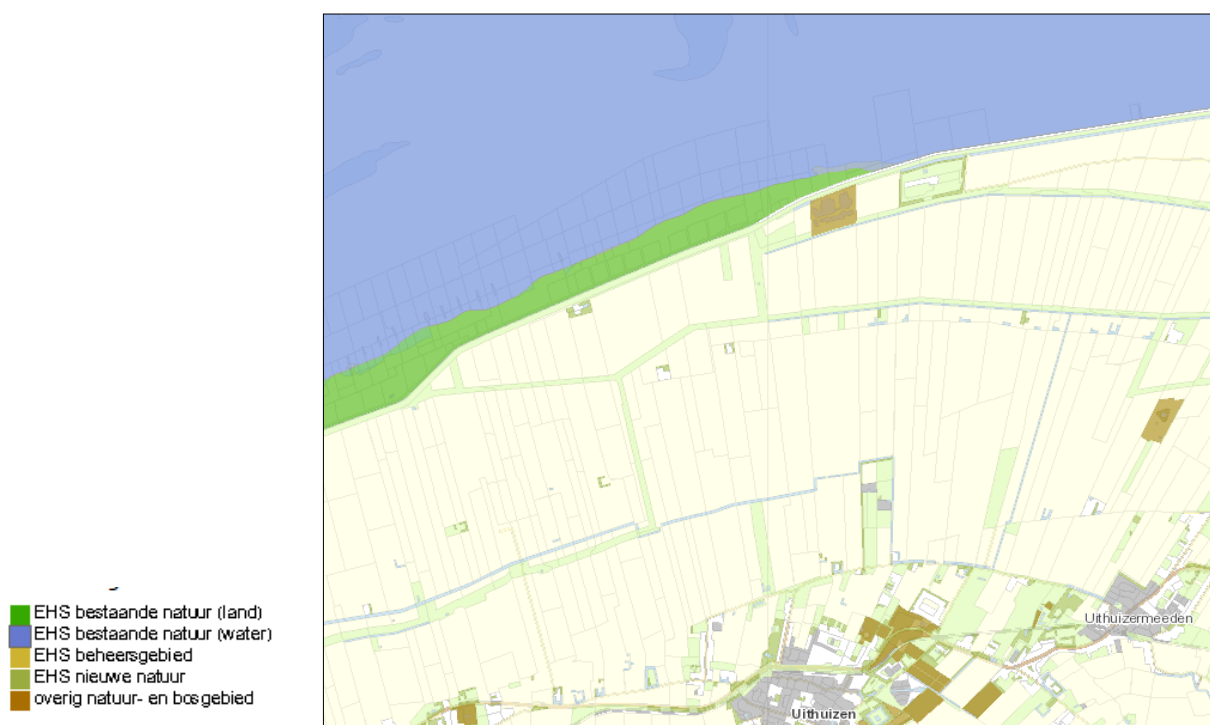 EHS bestaande natuur (land)
EHS bestaande natuur (water)
EHS beheersgebied
EHS nieuwe natuur
overig natuur- en bosgebied
Uithuizermeeden
Uithuizen